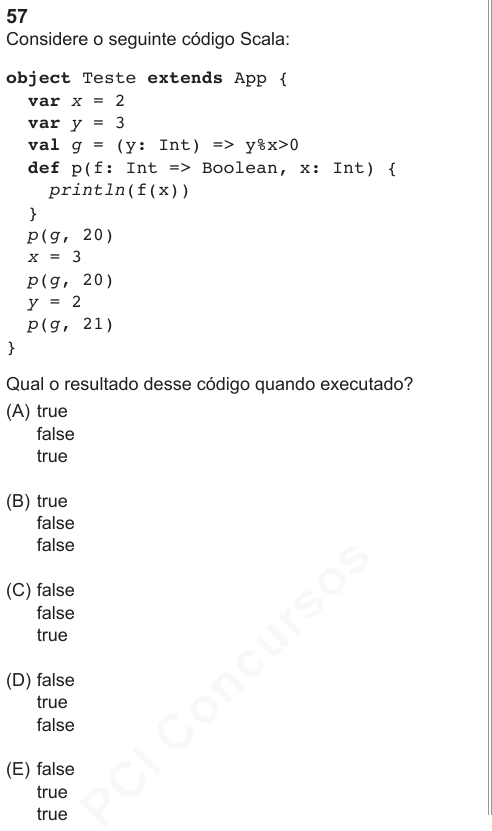 57
Considere o seguinte código Scala:
object Teste extends App {
  var x = 2
  var y = 3
  val g = (y: Int) => y%x>0
  def p(f: Int => Boolean, x: Int) {
    println(f(x))
  }
  p(g, 20)
  x = 3
  p(g, 20)
  y = 2
  p(g, 21)
}
Qual o resultado desse código quando executado?
(A) true
false
true
(B) true
false
false
(C) false
false
true
(D) false
true
false
(E) false
true
true
PCI Concursos